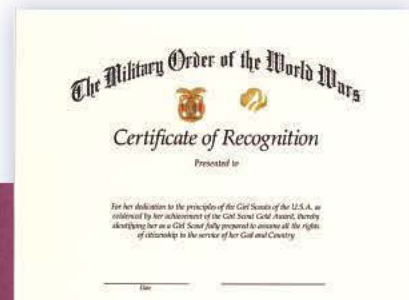 The Military Order of the World Wars
Certificate of Recognition
Presented to
For her dedication to the principles of the Girl Scouts of the U.S.A. as
evidenced by her achievement of the Girl Scout Gold Award, thereby
identifying her as a Girl Scout fully prepared to assume all the rights
of citizenship in the service of her God and Country
Date